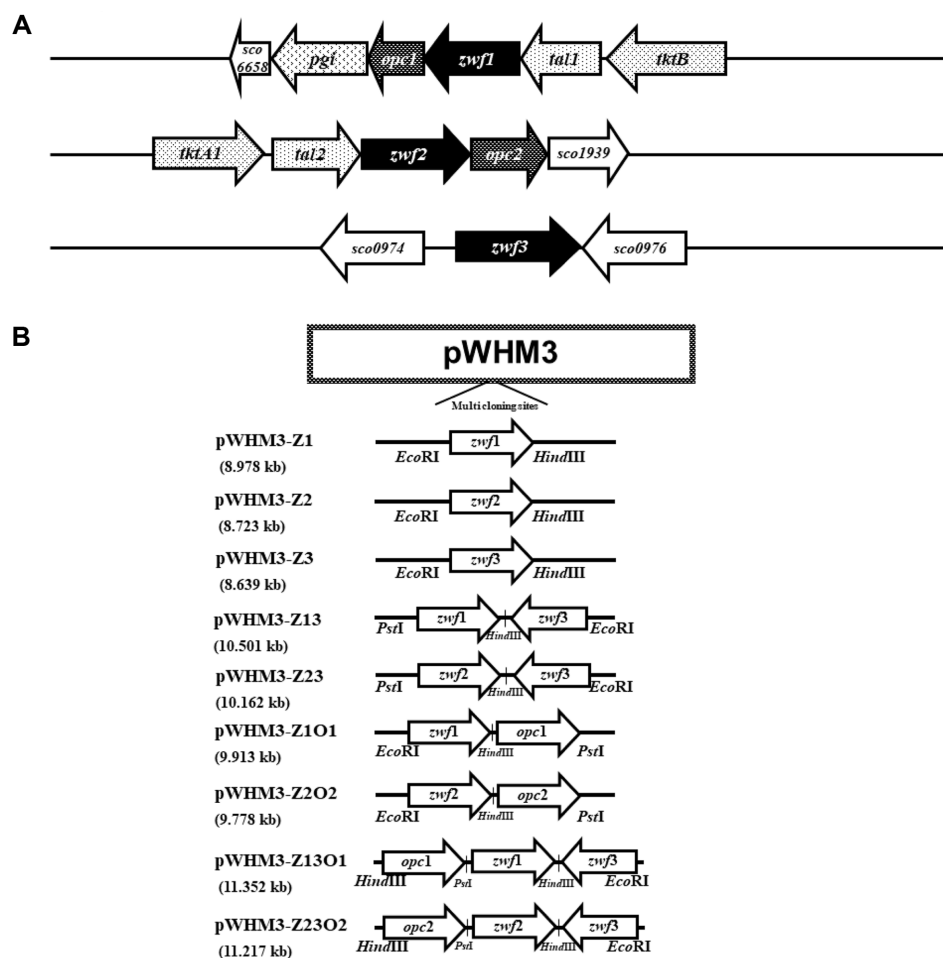 A
sco
6658
pgi
opc1
zwf1
tal1
tktB
tktA1
tal2
zwf2
opc2
sco1939
sco0974
zwf3
sco0976
B
pWHM3
Multi cloning sites
pWHM3-Z1
zwf1
EcoRI
HindIII
(8.978 kb)
pWHM3-Z2
zwf2
EcoRI
HindIII
(8.723 kb)
pWHM3-Z3
zwf3
EcoRI
HindIII
(8.639 kb)
pWHM3-Z13
zwf1
zwf3
PstI
HindIII
EcoRI
(10.501 kb)
pWHM3-Z23
zwf2
zwf3
PstI
HindIII
EcoRI
(10.162 kb)
pWHM3-Z1O1
zwf1
opc1
EcoRI
HindIII
PstI
(9.913 kb)
pWHM3-Z2O2
zwf2
opc2
EcoRI
HindIII
PstI
(9.778 kb)
pWHM3-Z13O1
opc1
zwf1
zwf3
HindIII
PstI
HindIII
EcoRI
(11.352 kb)
pWHM3-Z23O2
opc2
zwf2
zwf3
HindIII
PstI
HindIII
EcoRI
(11.217 kb)